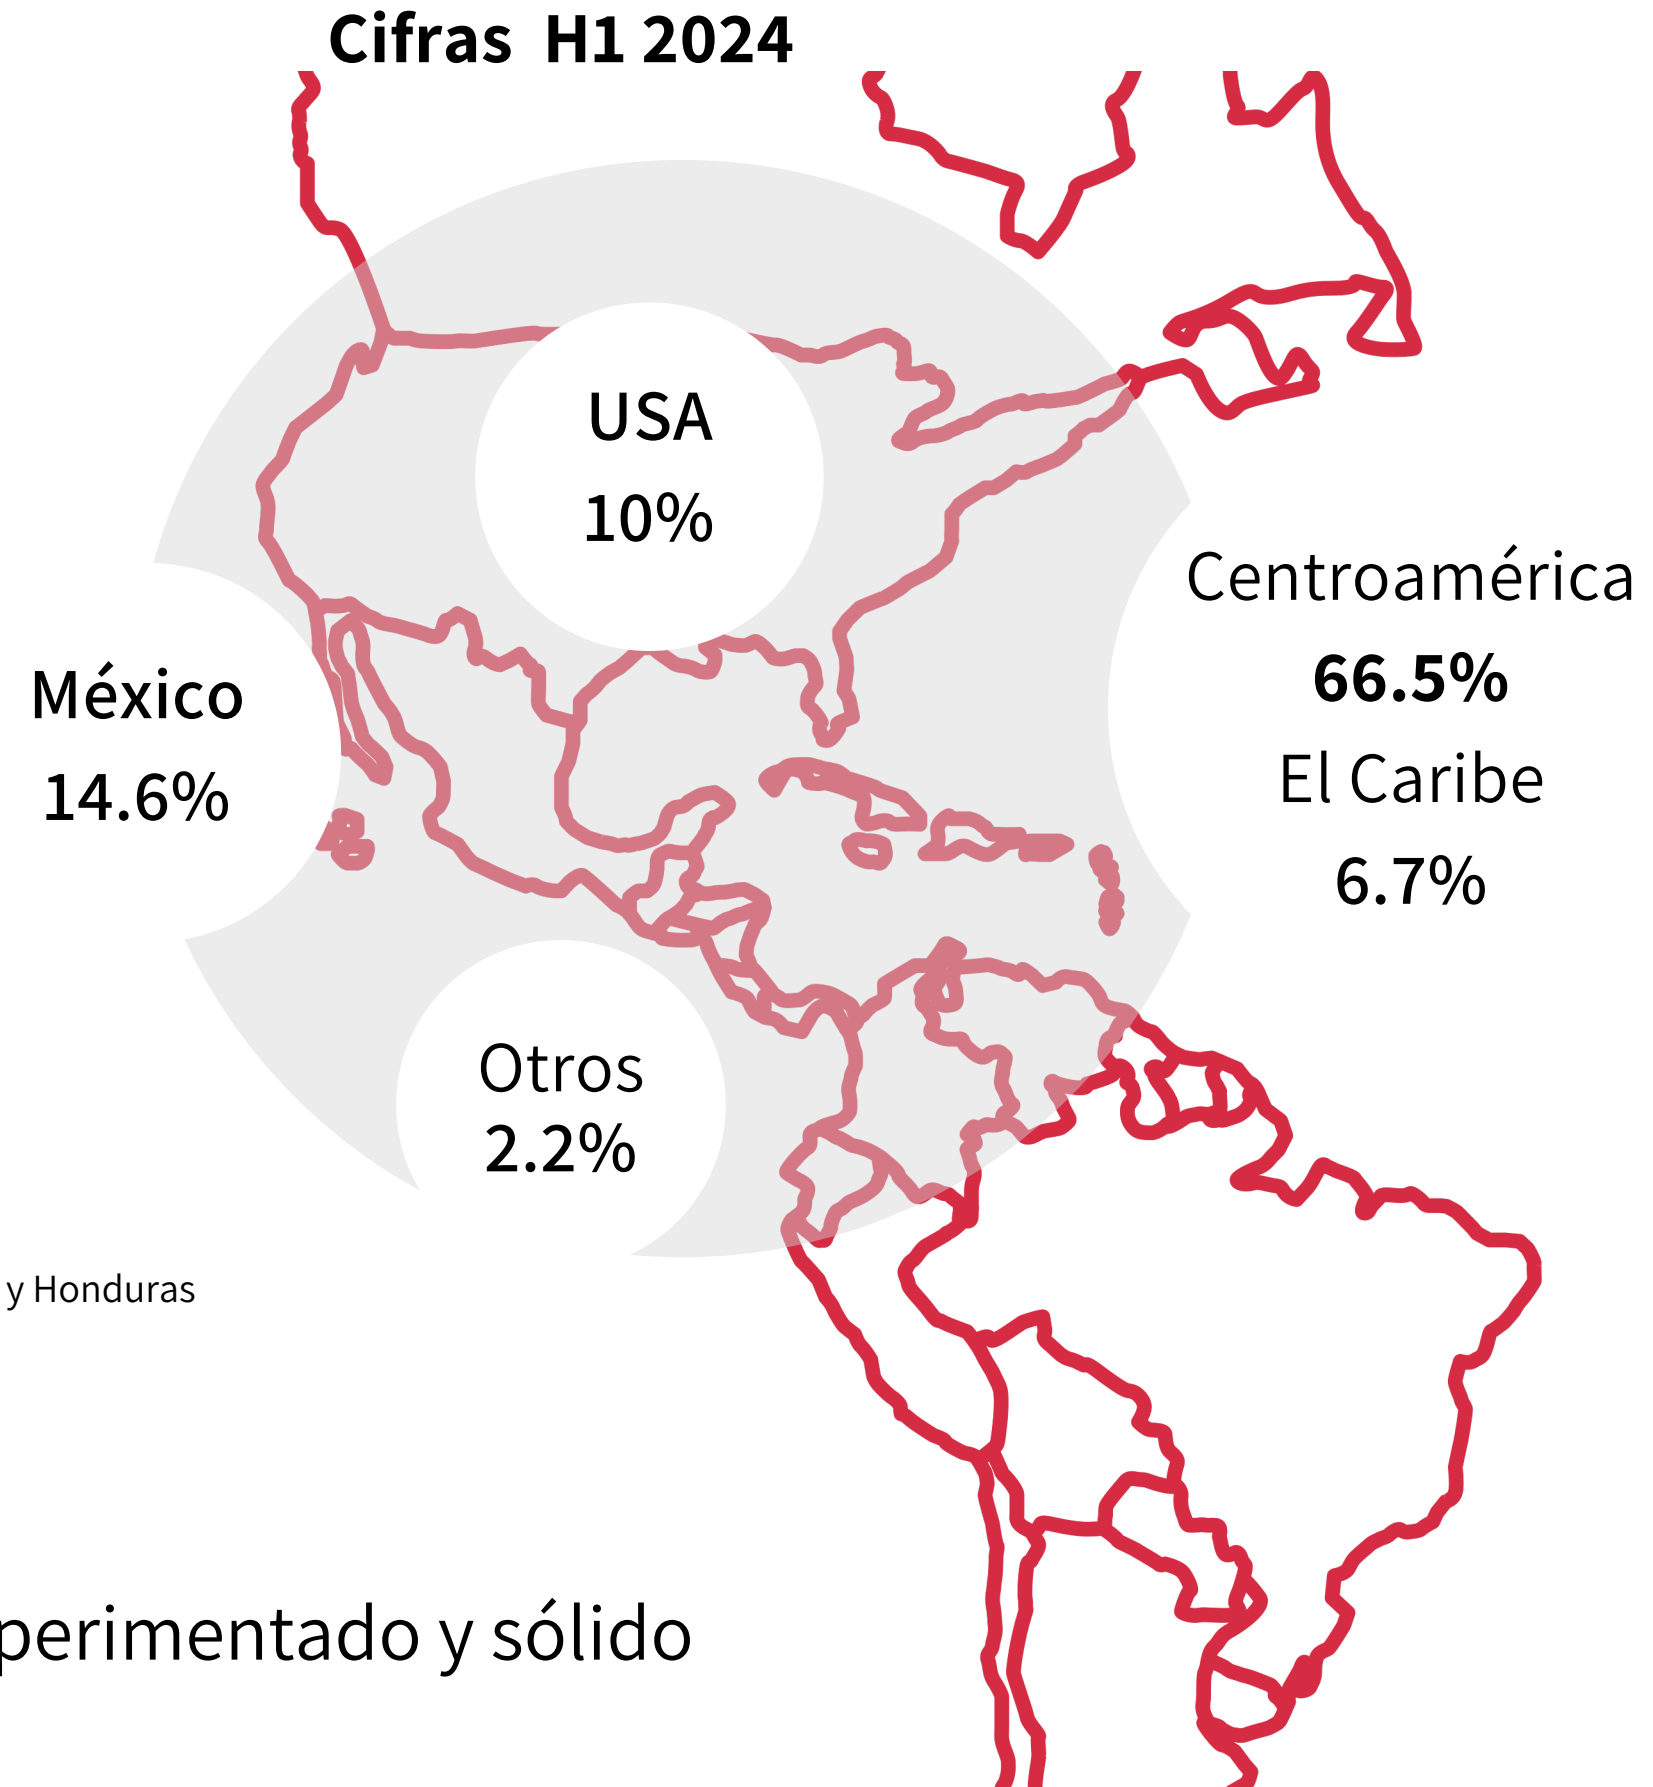 Cifras H1 2024
USA
10%
Centroamérica
66.5%
El Caribe
6.7%
México
14.6%
Otros
2.2%
y Honduras
perimentado y sólido